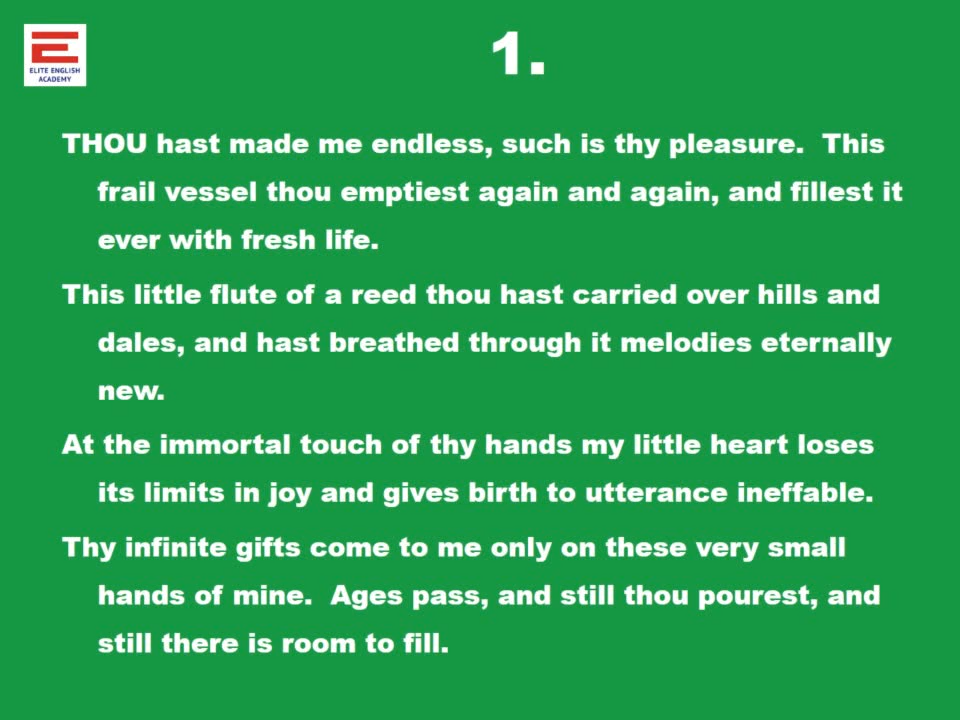 ELITE ENGLISH
ACADEMY
1.
THOU hast made me endless, such is thy pleasure.  This
frail vessel thou emptiest again and again, and fillest it
ever with fresh life.
This little flute of a reed thou hast carried over hills and
dales, and hast breathed through it melodies eternally
new.
At the immortal touch of thy hands my little heart loses
its limits in joy and gives birth to utterance ineffable.
Thy infinite gifts come to me only on these very small
hands of mine.  Ages pass, and still thou pourest, and
still there is room to fill.